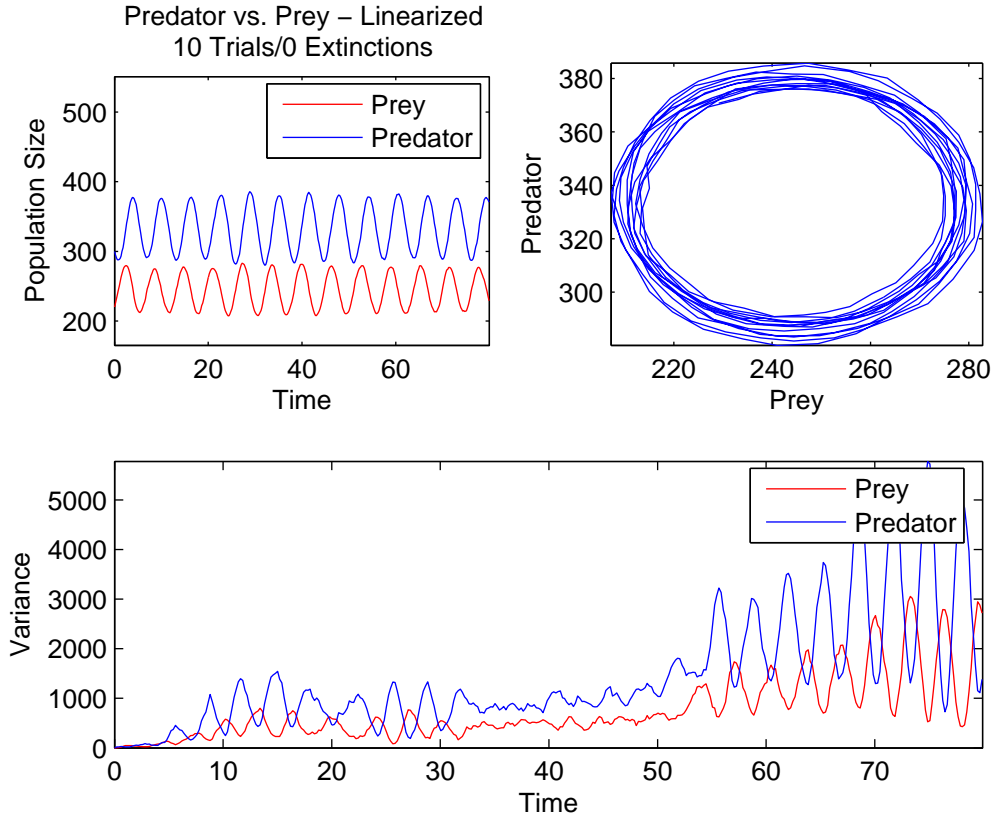 Predator vs. Prey − Linearized
10 Trials/0 Extinctions
500
400
300
200
Population Size
0 20 40 60
Time
Prey
Predator
380
360
340
320
300
Predator
220 240 260 280
Prey
5000
4000
3000
2000
1000
0
Variance
0 10 20 30 40 50 60 70
Time
Prey
Predator